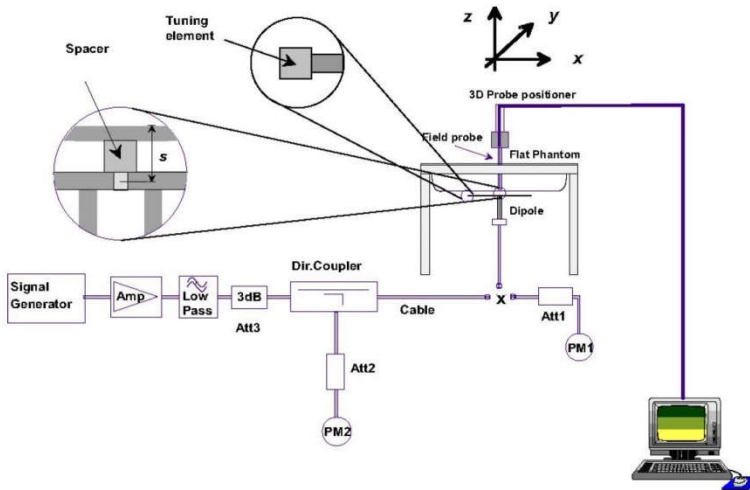 Tuning
element
Spacer
s
z
y
x
3D Probe positioner
Field probe
Flat Phantom
Dipole
Signal
Generator
Amp
Low
Pass
3dB
Att3
Dir.Coupler
Cable
x
Att1
PM1
Att2
PM2